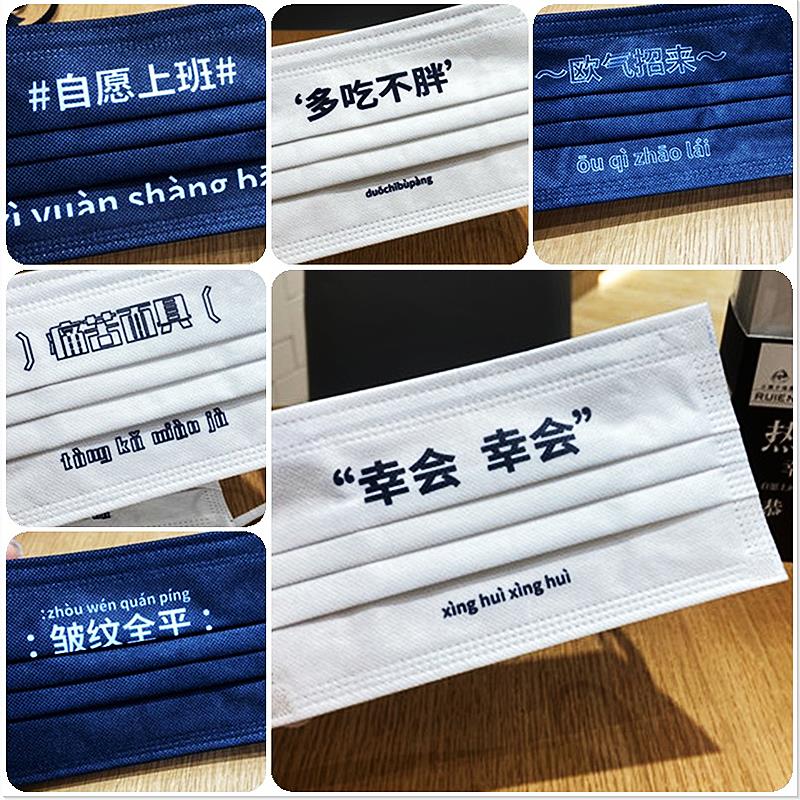 #自愿上班#
yuàn shàng
‘多吃不胖’
duōchībùpàng
～欧气招来～
ōu qì zhāo lái
）痛苦面具（
tòng kǔ miàn jù
“幸会 幸会”
xìng huì xìng huì
RUIEN
热
:zhòu wén quán píng
：皱纹全平：